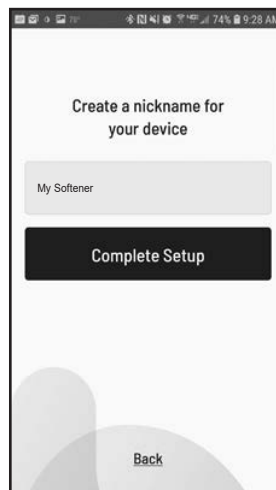 74% 9:28 AM
Create a nickname for
your device
My Softener
Complete Setup
Back